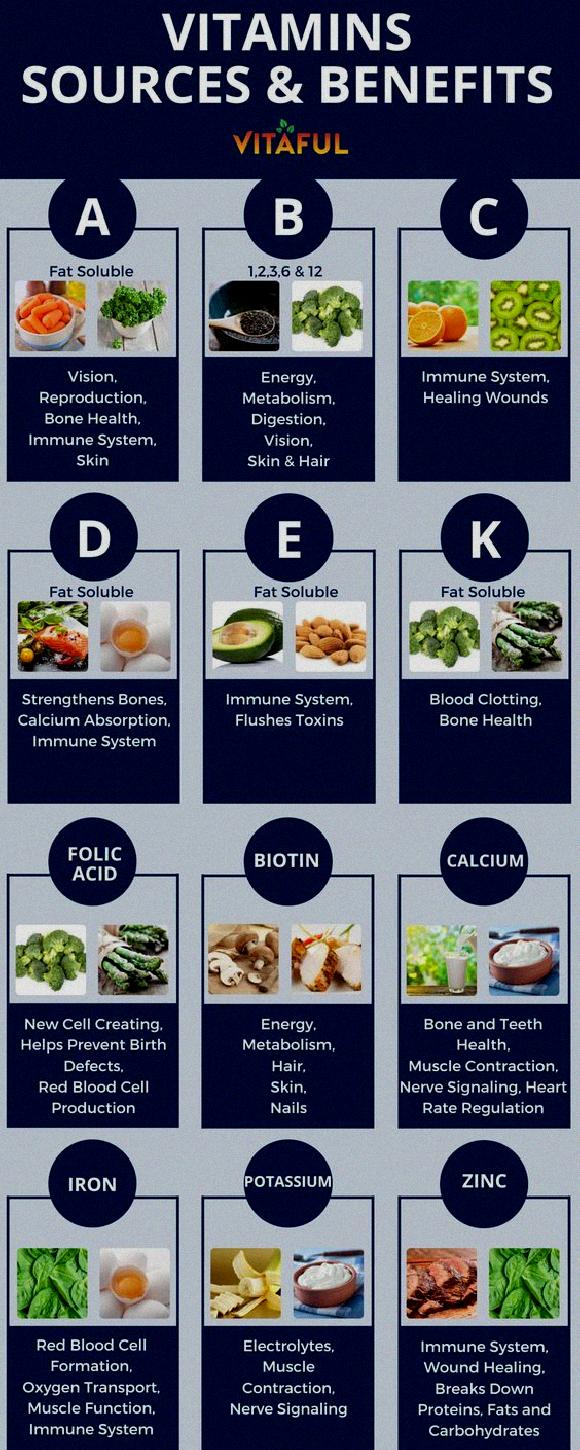 VITAMINS
SOURCES & BENEFITS
VITAFUL
A
Fat Soluble
Vision,
Reproduction,
Bone Health,
Immune System,
Skin
B
1,2,3,6 & 12
Energy,
Metabolism,
Digestion,
Vision,
Skin & Hair
C
Immune System,
Healing Wounds
D
Fat Soluble
Strengthens Bones,
Calcium Absorption,
Immune System
E
Fat Soluble
Immune System,
Flushes Toxins
K
Fat Soluble
Blood Clotting,
Bone Health
FOLIC
ACID
New Cell Creating,
Helps Prevent Birth
Defects,
Red Blood Cell
Production
BIOTIN
Energy,
Metabolism,
Hair,
Skin,
Nails
CALCIUM
Bone and Teeth
Health,
Muscle Contraction,
Nerve Signaling, Heart
Rate Regulation
IRON
Red Blood Cell
Formation,
Oxygen Transport,
Muscle Function,
Immune System
POTASSIUM
Electrolytes,
Muscle
Contraction,
Nerve Signaling
ZINC
Immune System,
Wound Healing,
Breaks Down
Proteins, Fats and
Carbohydrates